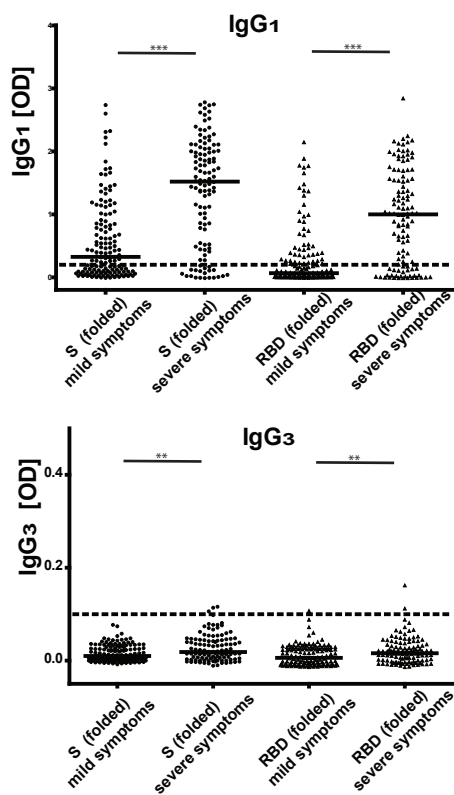 IgG1
IgG1 [OD]
4
***
***
3
2
1
0
S (folded)
mild symptoms
S (folded)
severe symptoms
RBD (folded)
mild symptoms
RBD (folded)
severe symptoms
IgG3
IgG3 [OD]
**
**
0.4
0.2
0.0
S (folded)
mild symptoms
S (folded)
severe symptoms
RBD (folded)
mild symptoms
RBD (folded)
severe symptoms